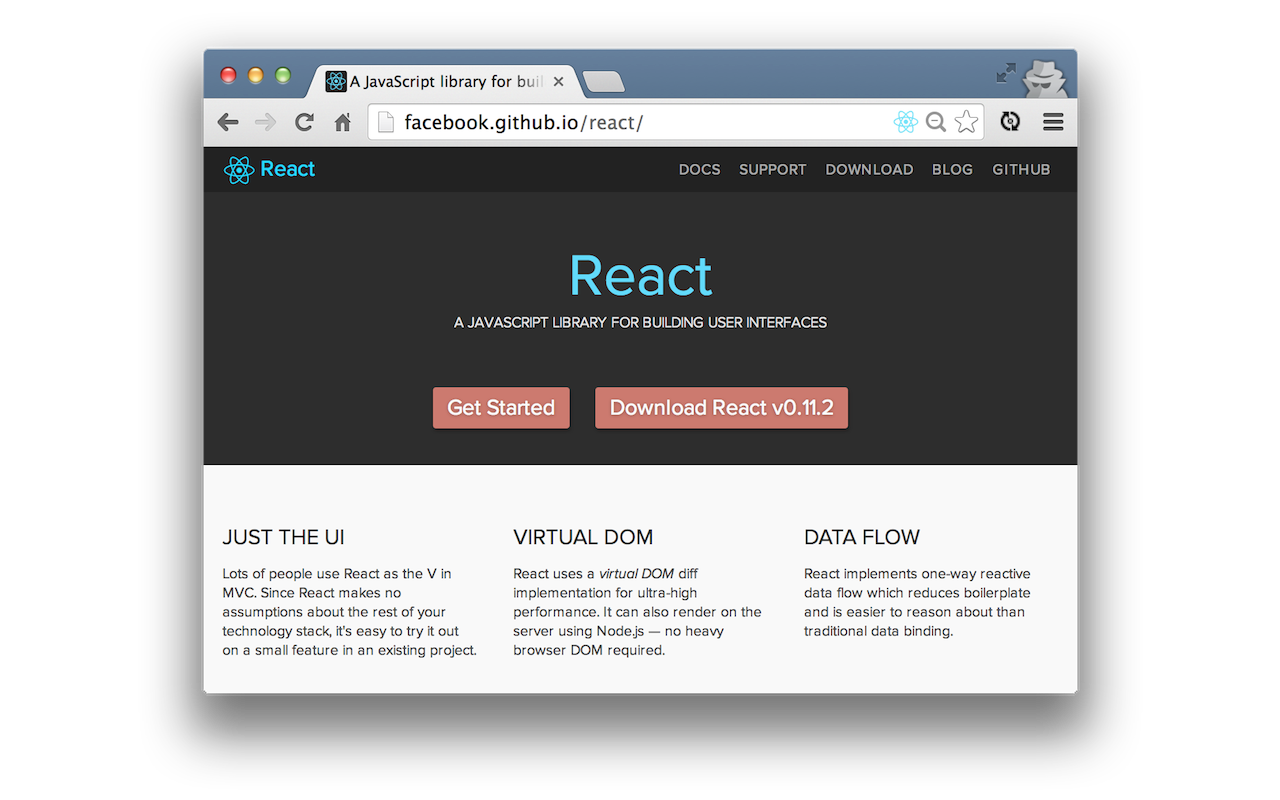 A JavaScript library for buil
facebook.github.io/react/
React
DOCS SUPPORT DOWNLOAD BLOG GITHUB
React
A JAVASCRIPT LIBRARY FOR BUILDING USER INTERFACES
Get Started
Download React v0.11.2
JUST THE UI
Lots of people use React as the V in
MVC. Since React makes no
assumptions about the rest of your
technology stack, it's easy to try it out
on a small feature in an existing project.
VIRTUAL DOM
React uses a virtual DOM diff
implementation for ultra-high
performance. It can also render on the
server using Node.js — no heavy
browser DOM required.
DATA FLOW
React implements one-way reactive
data flow which reduces boilerplate
and is easier to reason about than
traditional data binding.